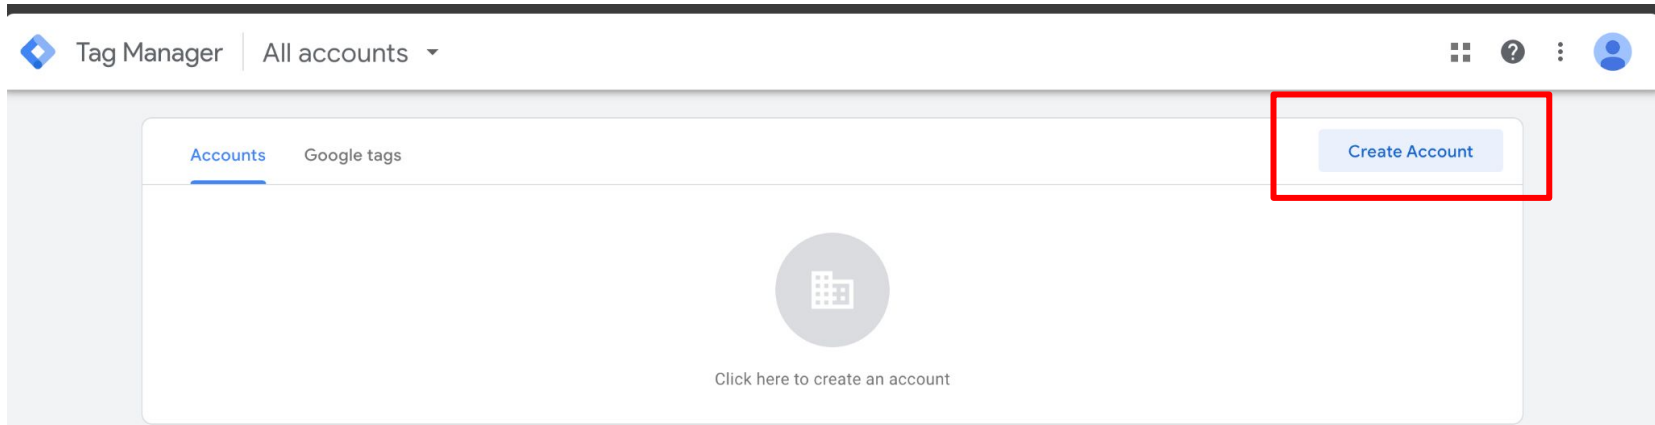 Tag Manager All accounts
Accounts Google tags Create Account
Click here to create an account